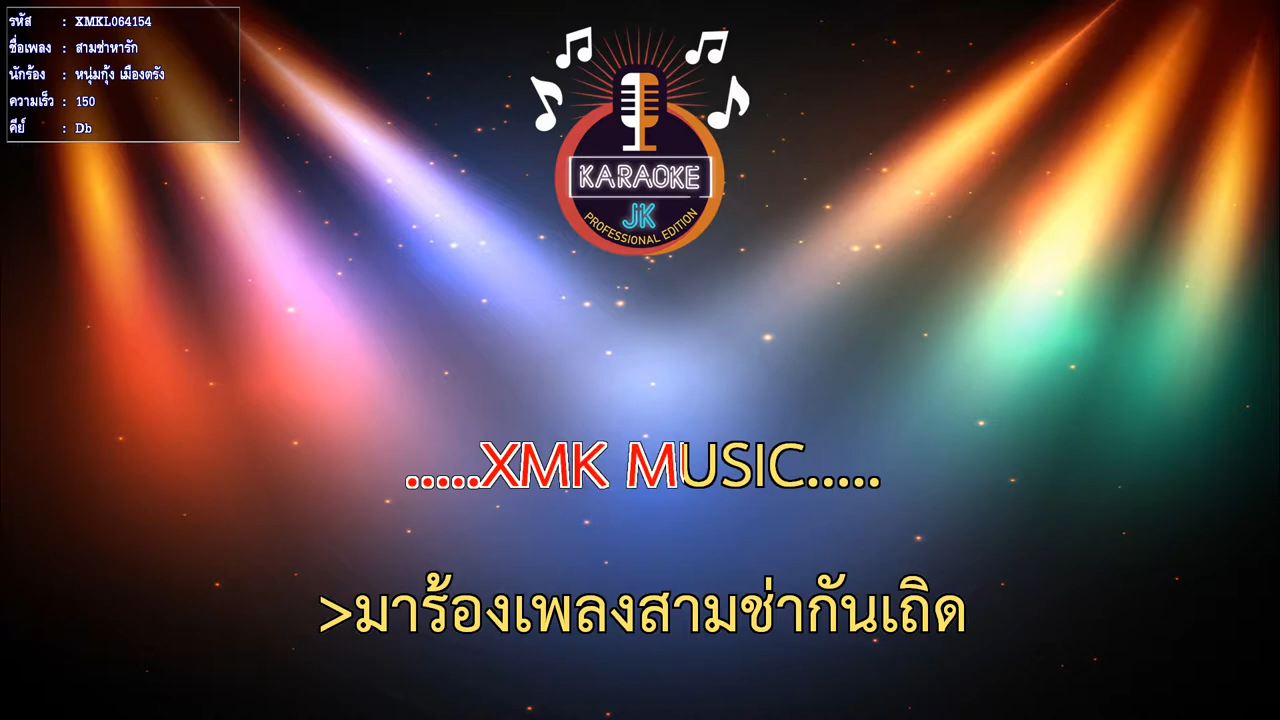 รหัส : XMKL064154
ชื่อเพลง : สามช่าหารัก
นักร้อง : หนุ่มกุ้ง เมืองตรัง
ความเร็ว : 150
คีย์ : Db
KARAOKE
JK
PROFESSIONAL EDITION
.....XMK MUSIC.....
>มาร้องเพลงสามช่ากันเถิด